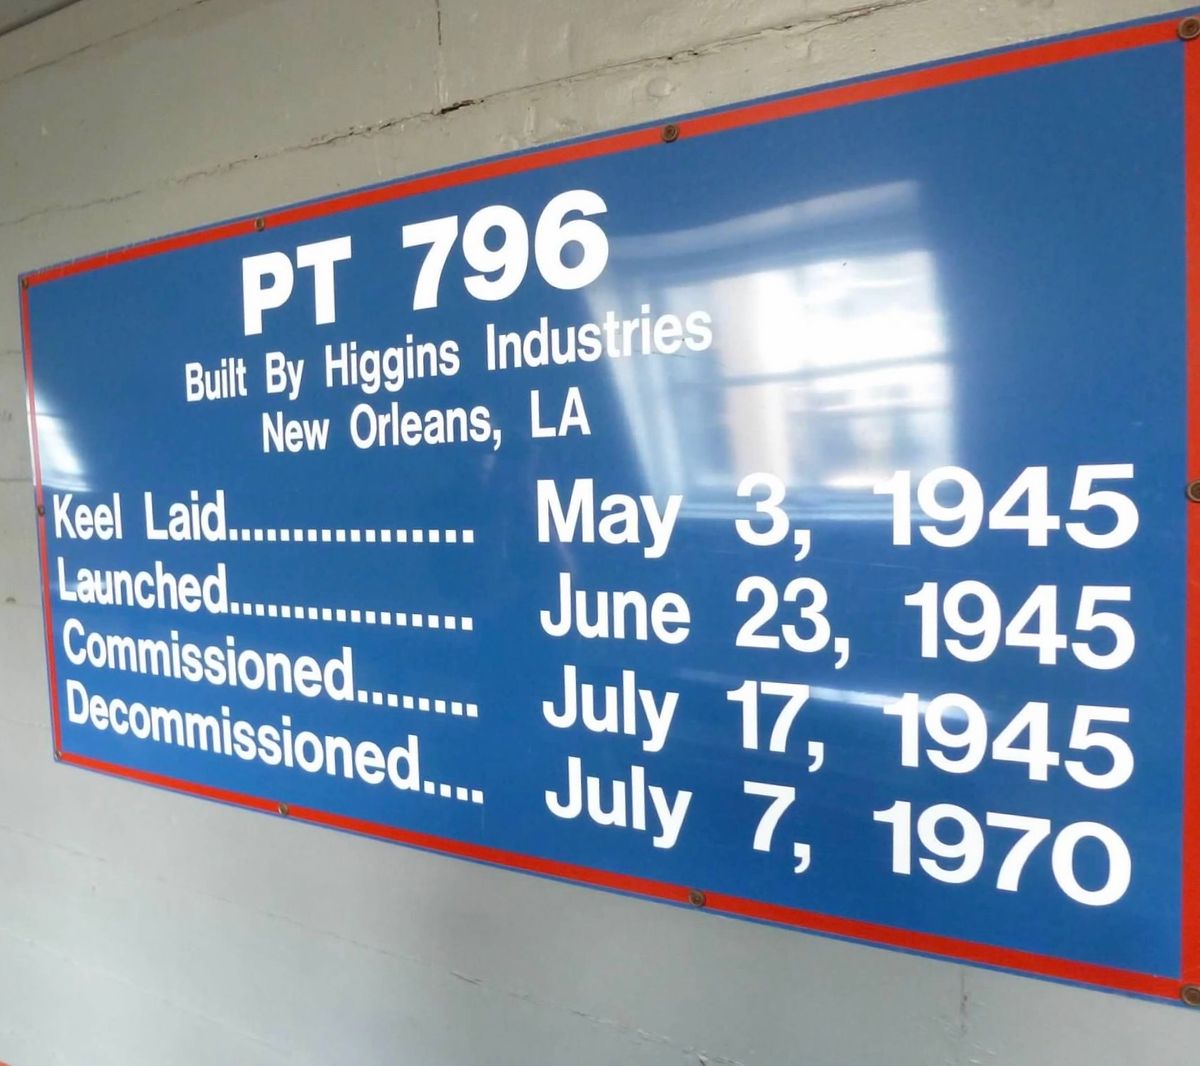 PT 796
Built By Higgins Industries
New Orleans, LA
Keel Laid................... May 3, 1945
Launched................... June 23, 1945
Commissioned........ July 17, 1945
Decommissioned.... July 7, 1970